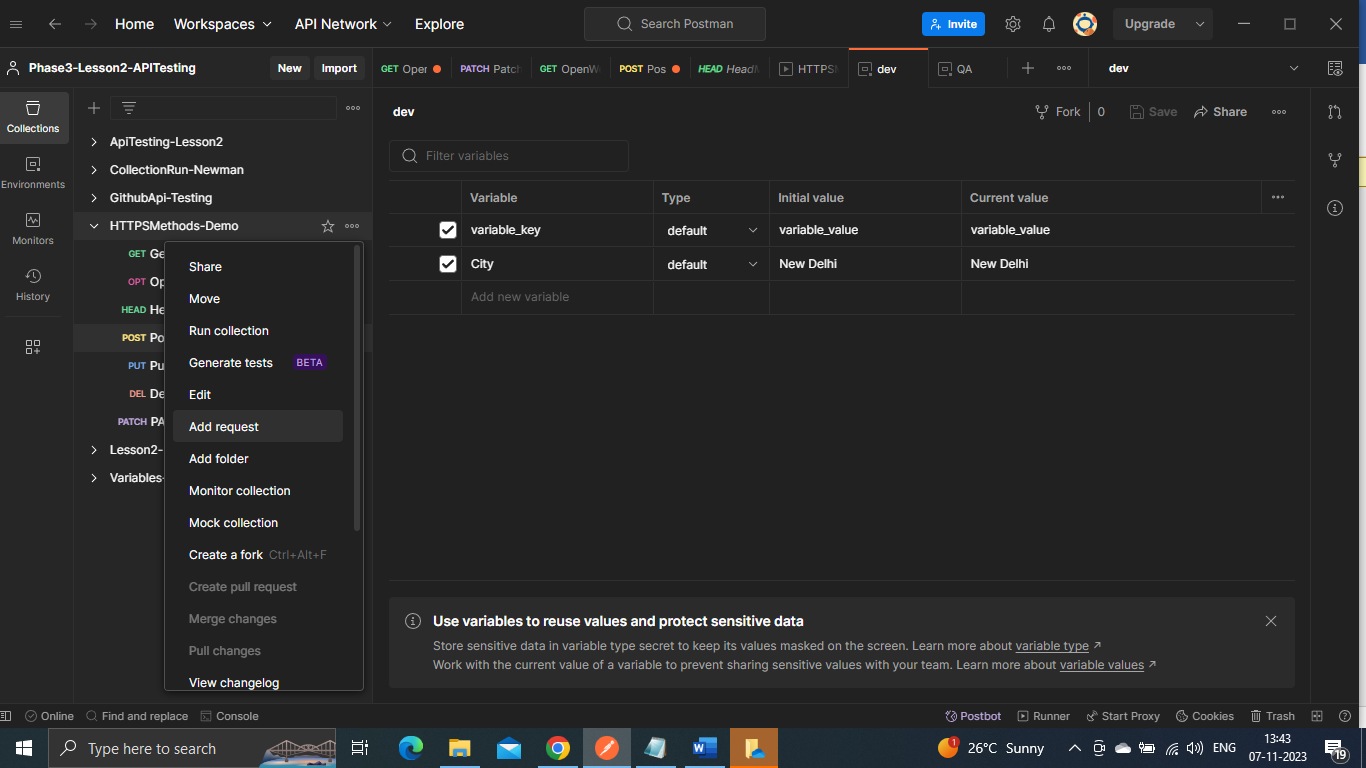 Home Workspaces API Network Explore Search Postman Invite Upgrade
Phase3-Lesson2-APITesting New Import GET Oper PATCH Patch GET OpenW POST Pos HEAD Head HTTPS dev QA dev
Collections
Environments
Monitors
History
ApiTesting-Lesson2
CollectionRun-Newman
GithubApi-Testing
HTTPSMethods-Demo
GET Ge
OPT Op
HEAD He
POST Po
PUT Pu
DEL De
PATCH PA
Lesson2-
Variables-
Share
Move
Run collection
Generate tests BETA
Edit
Add request
Add folder
Monitor collection
Mock collection
Create a fork Ctrl+Alt+F
Create pull request
Merge changes
Pull changes
View changelog
dev Fork 0 Save Share
Filter variables
Variable Type Initial value Current value
variable_key default variable_value variable_value
City default New Delhi New Delhi
Add new variable
Use variables to reuse values and protect sensitive data
Store sensitive data in variable type secret to keep its values masked on the screen. Learn more about variable type ↗
Work with the current value of a variable to prevent sharing sensitive values with your team. Learn more about variable values ↗
Online Find and replace Console Postbot Runner Start Proxy Cookies Trash
Type here to search 26°C Sunny ENG 13:43
07-11-2023 19